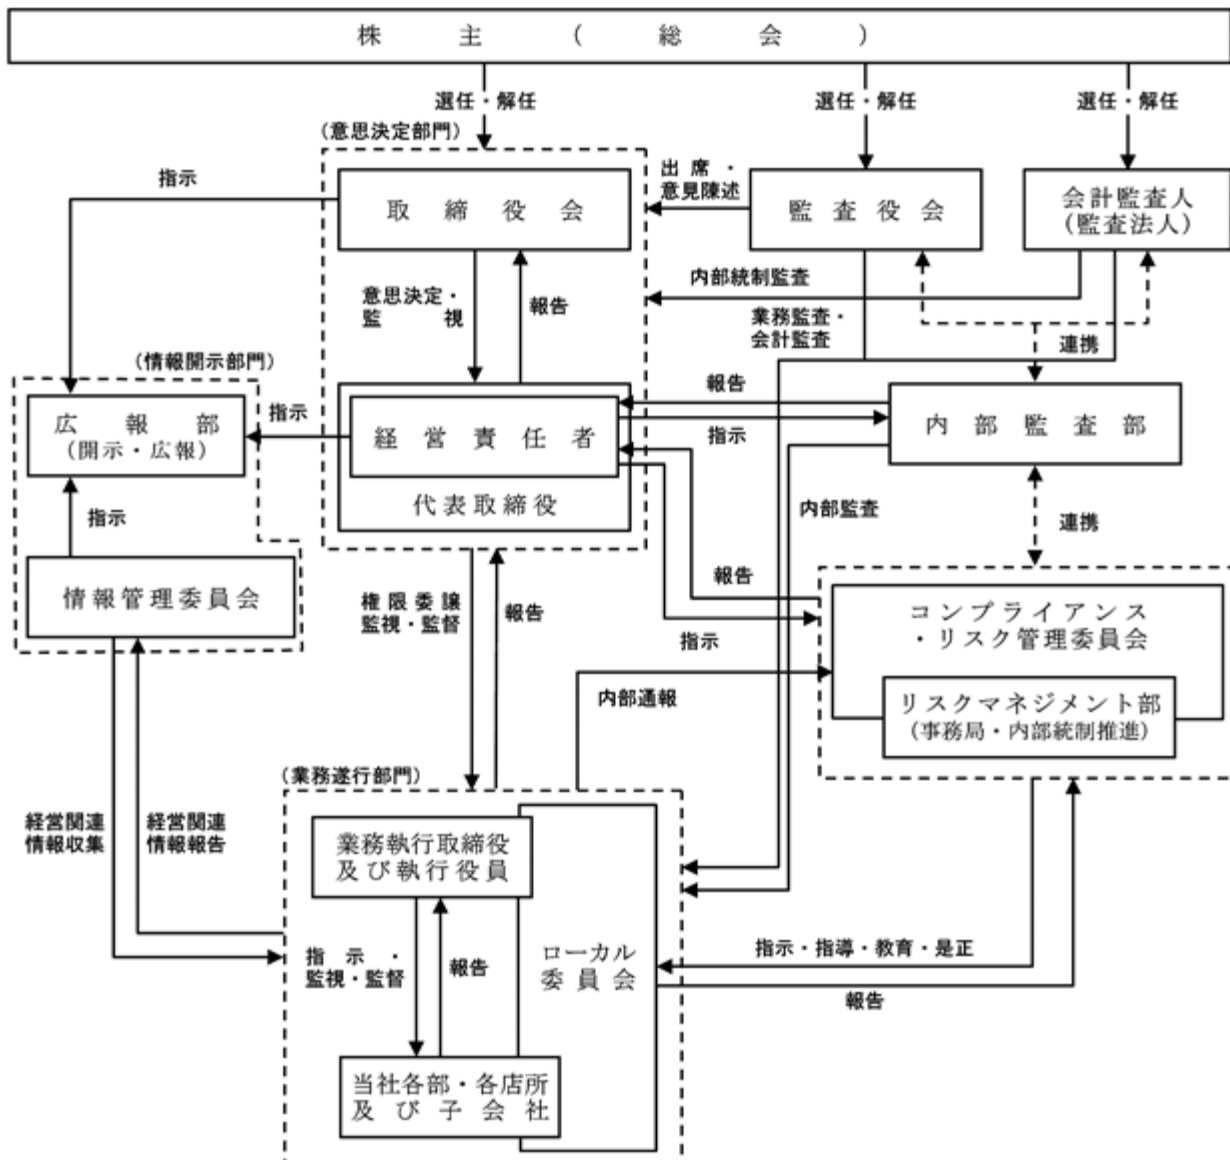 株主（総会）
選任・解任
選任・解任
選任・解任
（意思決定部門）
指示
取締役会
出席・
意見陳述
監査役会
会計監査人
（監査法人）
内部統制監査
意思決定・
監視
報告
業務監査・
会計監査
連携
（情報開示部門）
広報部
（開示・広報）
指示
経営責任者
代表取締役
報告
指示
内部監査部
指示
内部監査
連携
情報管理委員会
権限委譲
監視・監督
報告
報告
指示
コンプライアンス
・リスク管理委員会
内部通報
リスクマネジメント部
（事務局・内部統制推進）
（業務遂行部門）
経営関連
情報収集
経営関連
情報報告
業務執行取締役
及び執行役員
指示・
監視・監督
報告
ローカル
委員会
指示・指導・教育・是正
報告
当社各部・各店所
及び子会社